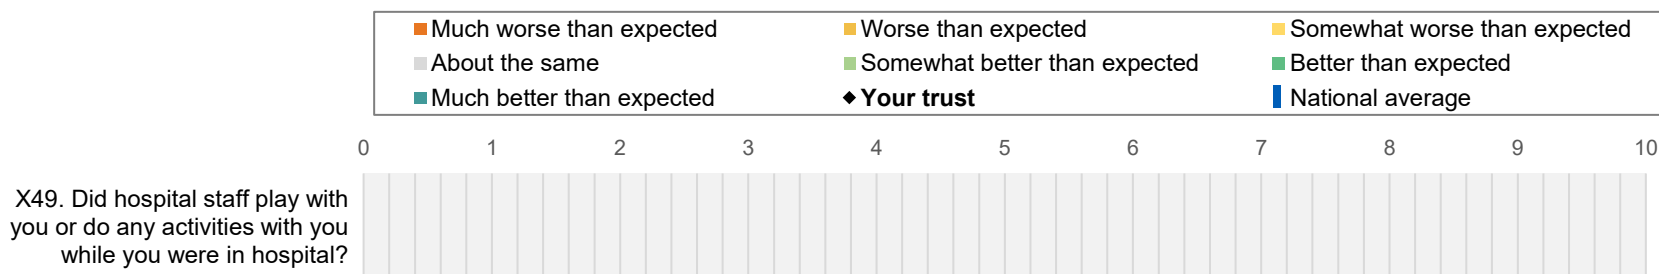 Much worse than expected Worse than expected Somewhat worse than expected
About the same Somewhat better than expected Better than expected
Much better than expected Your trust National average
0 1 2 3 4 5 6 7 8 9 10
X49. Did hospital staff play with
you or do any activities with you
while you were in hospital?